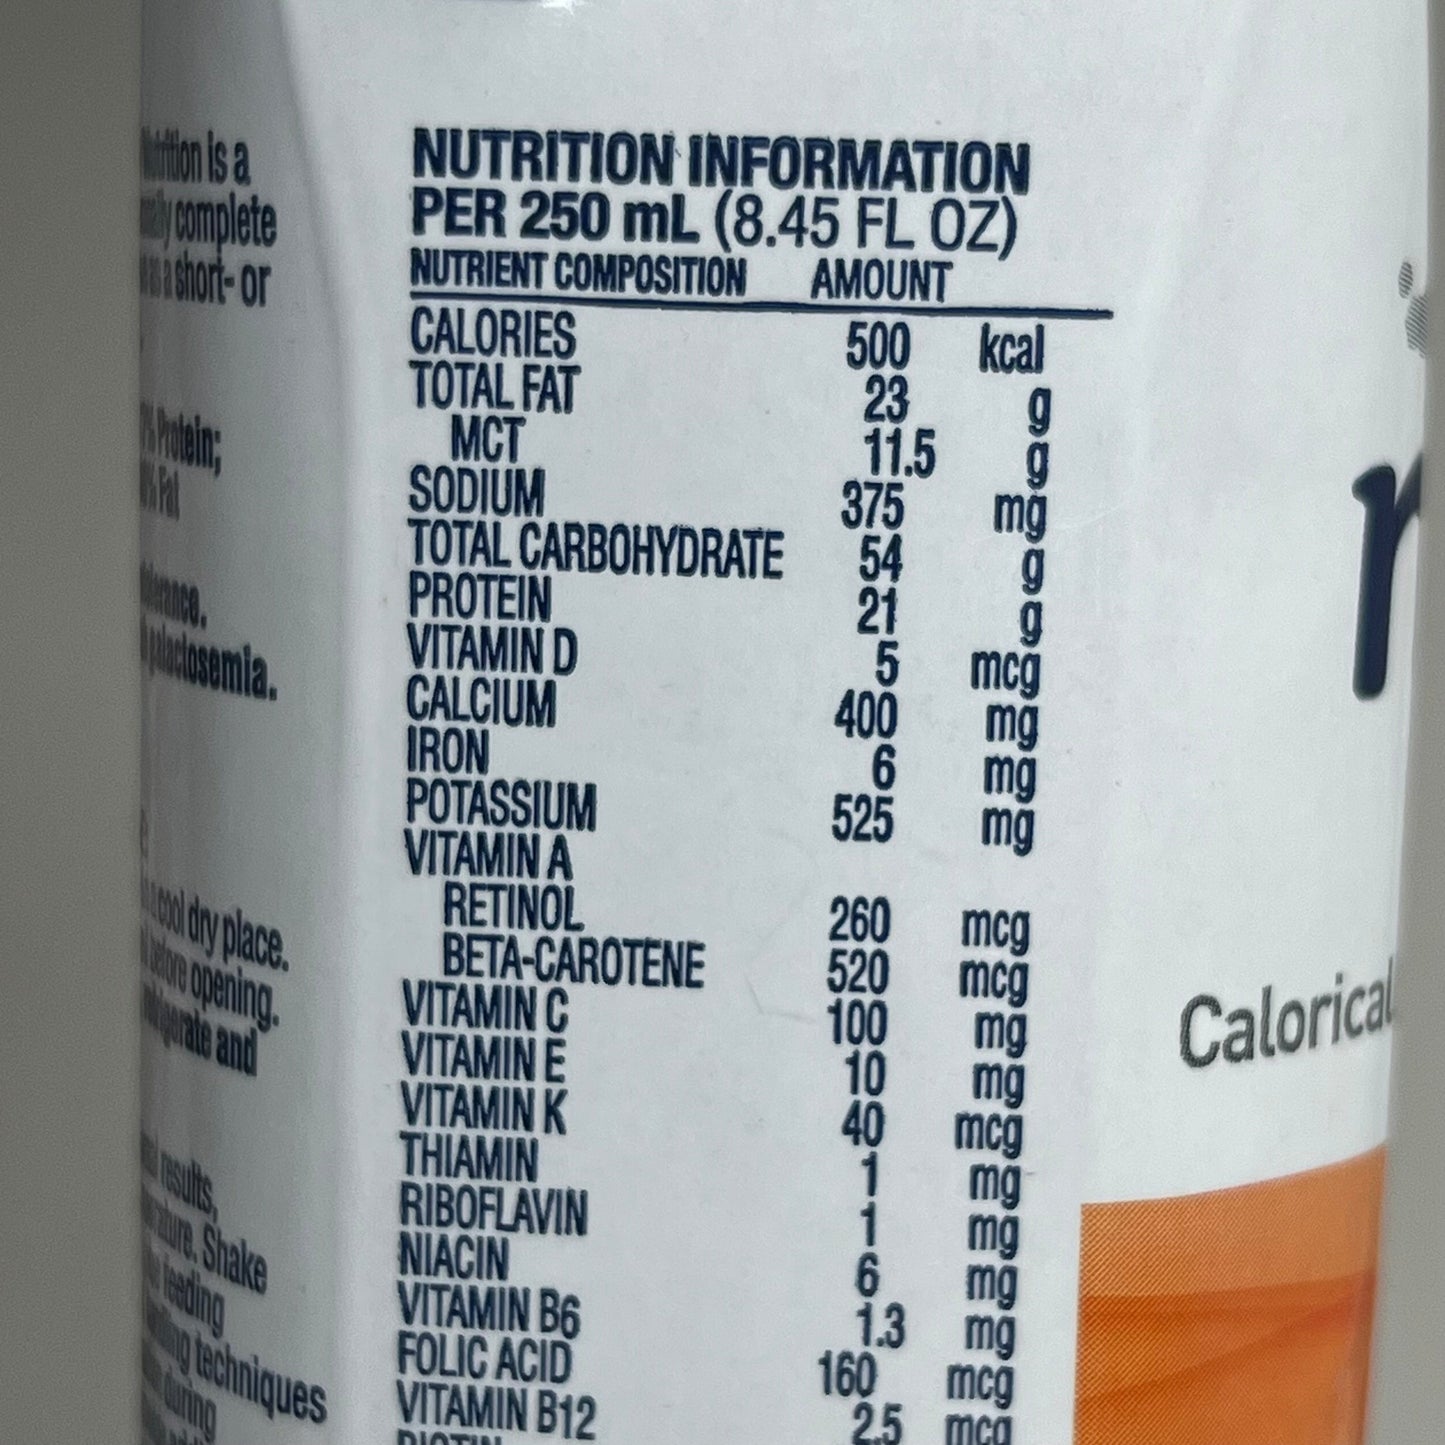 is a
complete
a short- or
Protein;
% Fat
galactosemia.
cool dry place.
before opening.
and
results,
Shake
feeding
techniques
during
NUTRITION INFORMATION
PER 250 mL (8.45 FL OZ)
NUTRIENT COMPOSITION AMOUNT
CALORIES 500 kcal
TOTAL FAT 23 g
MCT 11.5 g
SODIUM 375 mg
TOTAL CARBOHYDRATE 54 g
PROTEIN 21 g
VITAMIN D 5 mcg
CALCIUM 400 mg
IRON 6 mg
POTASSIUM 525 mg
VITAMIN A
RETINOL 260 mcg
BETA-CAROTENE 520 mcg
VITAMIN C 100 mg
VITAMIN E 10 mg
VITAMIN K 40 mcg
THIAMIN 1 mg
RIBOFLAVIN 1 mg
NIACIN 6 mg
VITAMIN B6 1.3 mg
FOLIC ACID 160 mcg
VITAMIN B12 2.5 mcg
Calorical